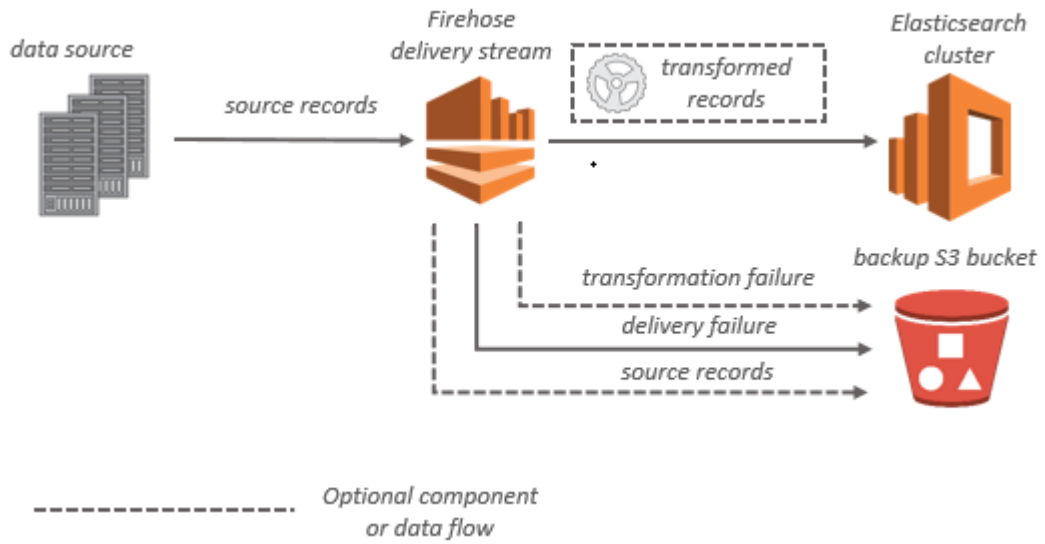 data source
source records
Firehose
delivery stream
transformed
records
Elasticsearch
cluster
backup S3 bucket
transformation failure
delivery failure
source records
Optional component
or data flow